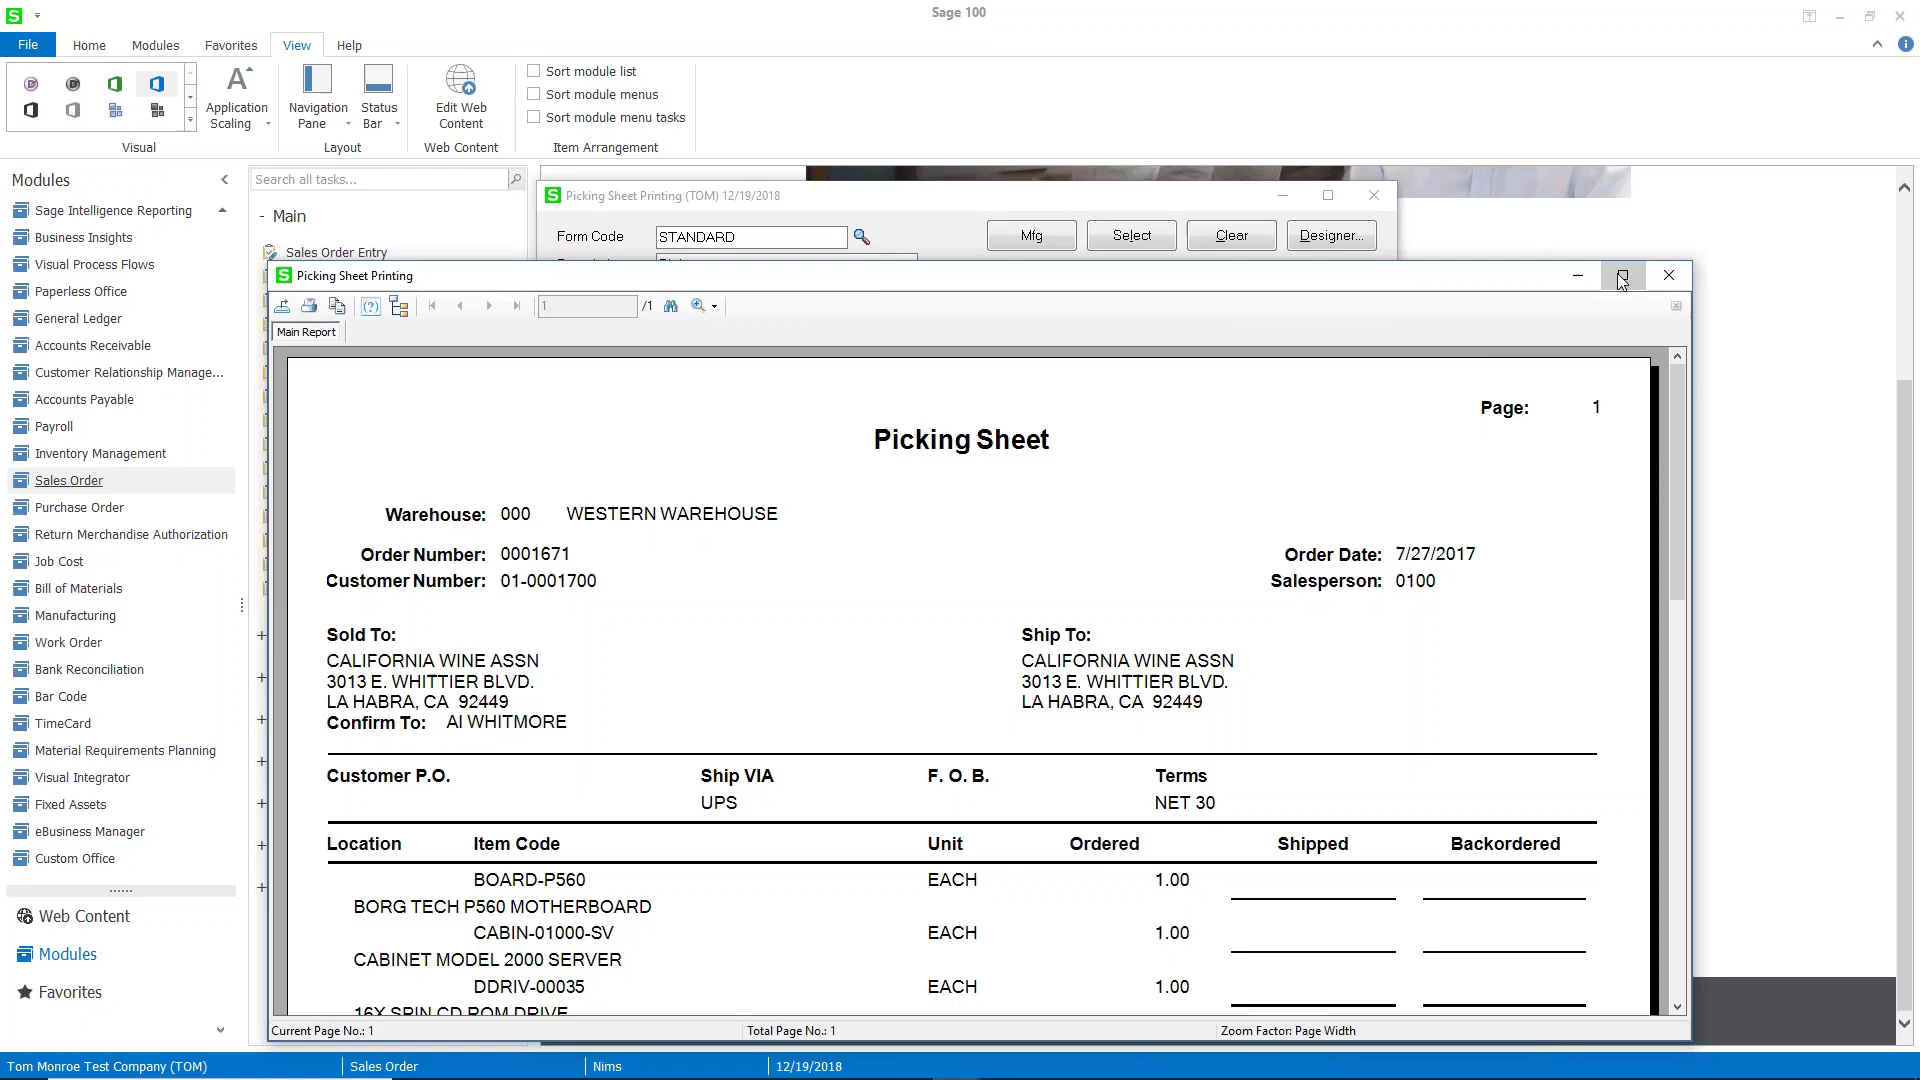 Sage 100
File Home Modules Favorites View Help
Application Scaling
Navigation Pane
Status Bar
Edit Web Content
Sort module list
Sort module menus
Sort module menu tasks
Visual Layout Web Content Item Arrangement
Modules
Sage Intelligence Reporting
Business Insights
Visual Process Flows
Paperless Office
General Ledger
Accounts Receivable
Customer Relationship Manage...
Accounts Payable
Payroll
Inventory Management
Sales Order
Purchase Order
Return Merchandise Authorization
Job Cost
Bill of Materials
Manufacturing
Work Order
Bank Reconciliation
Bar Code
TimeCard
Material Requirements Planning
Visual Integrator
Fixed Assets
eBusiness Manager
Custom Office
Web Content
Modules
Favorites
Search all tasks...
- Main
Sales Order Entry
Picking Sheet Printing (TOM) 12/19/2018
Form Code STANDARD Mfg Select Clear Designer...
Picking Sheet Printing
1 /1
Main Report
Page: 1
Picking Sheet
Warehouse: 000 WESTERN WAREHOUSE
Order Number: 0001671 Order Date: 7/27/2017
Customer Number: 01-0001700 Salesperson: 0100
Sold To: Ship To:
CALIFORNIA WINE ASSN CALIFORNIA WINE ASSN
3013 E. WHITTIER BLVD. 3013 E. WHITTIER BLVD.
LA HABRA, CA 92449 LA HABRA, CA 92449
Confirm To: Al WHITMORE
Customer P.O. Ship VIA F. O. B. Terms
UPS NET 30
Location Item Code Unit Ordered Shipped Backordered
BOARD-P560 EACH 1.00
BORG TECH P560 MOTHERBOARD
CABIN-01000-SV EACH 1.00
CABINET MODEL 2000 SERVER
DDRIV-00035 EACH 1.00
16X SPIN CD ROM DRIVE
Current Page No.: 1 Total Page No.: 1 Zoom Factor: Page Width
Tom Monroe Test Company (TOM) Sales Order Nims 12/19/2018